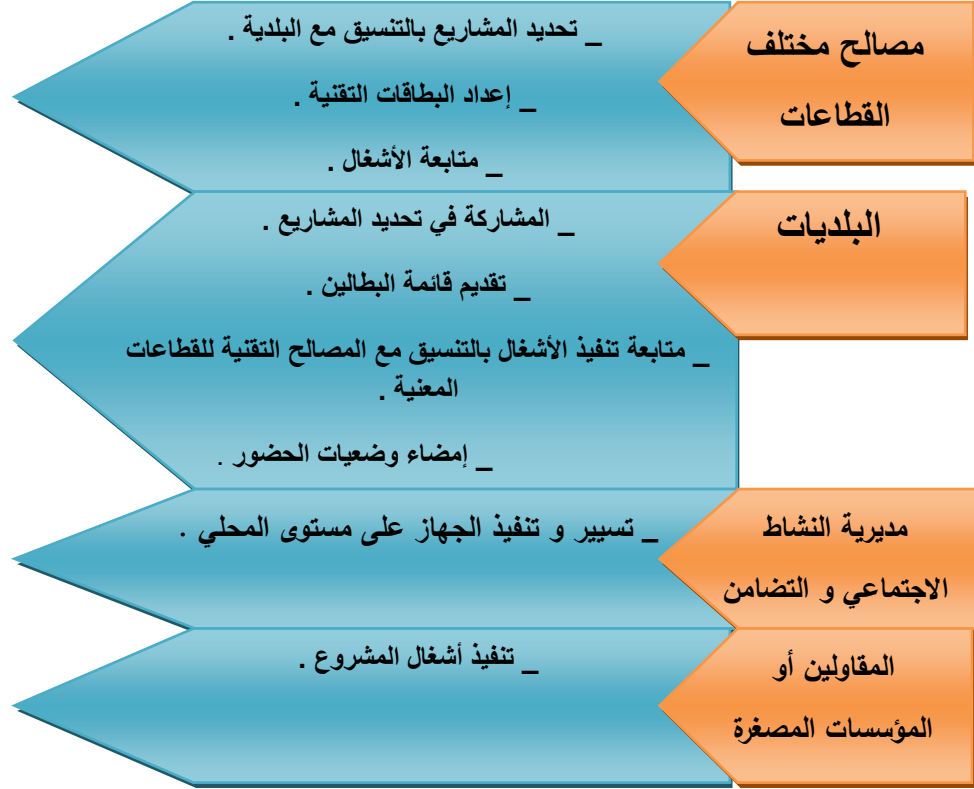 مصالح مختلف
القطاعات
_ تحديد المشاريع بالتنسيق مع البلدية .
_ إعداد البطاقات التقنية .
_ متابعة الأشغال .
البلديات
_ المشاركة في تحديد المشاريع .
_ تقديم قائمة البطالين .
_ متابعة تنفيذ الأشغال بالتنسيق مع المصالح التقنية للقطاعات
المعنية .
_ إمضاء وضعيات الحضور .
مديرية النشاط
الاجتماعي و التضامن
_ تسيير و تنفيذ الجهاز على مستوى المحلي .
المقاولين أو
المؤسسات المصغرة
_ تنفيذ أشغال المشروع .